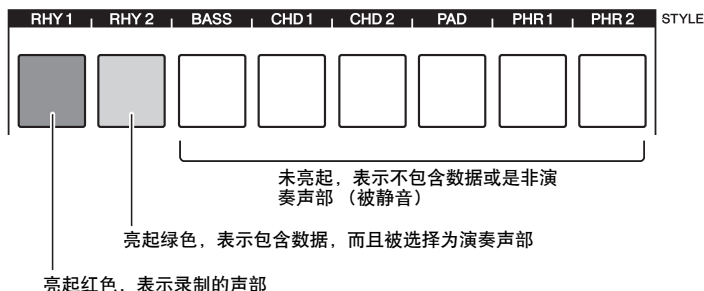 RHY 1 RHY 2 BASS CHD 1 CHD 2 PAD PHR 1 PHR 2 STYLE
未亮起，表示不包含数据或是非演
奏声部 （被静音）
亮起绿色，表示包含数据，而且被选择为演奏声部
亮起红色，表示录制的声部